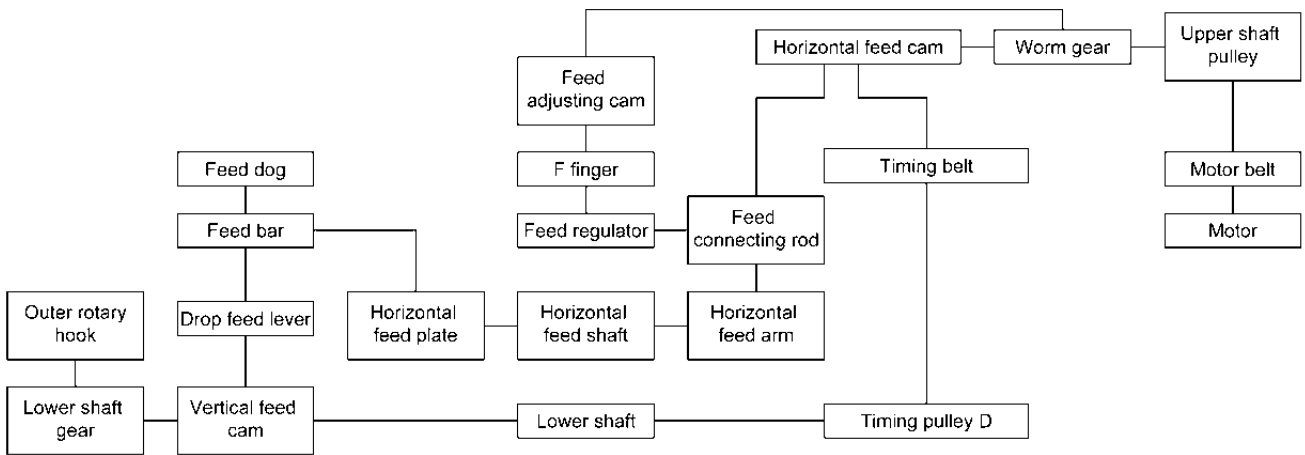 Upper shaft
pulley
Horizontal feed cam
Worm gear
Feed
adjusting cam
Feed dog
F finger
Timing belt
Motor belt
Feed bar
Feed regulator
Feed
connecting rod
Motor
Outer rotary
hook
Drop feed lever
Horizontal
feed plate
Horizontal
feed shaft
Horizontal
feed arm
Lower shaft
gear
Vertical feed
cam
Lower shaft
Timing pulley D